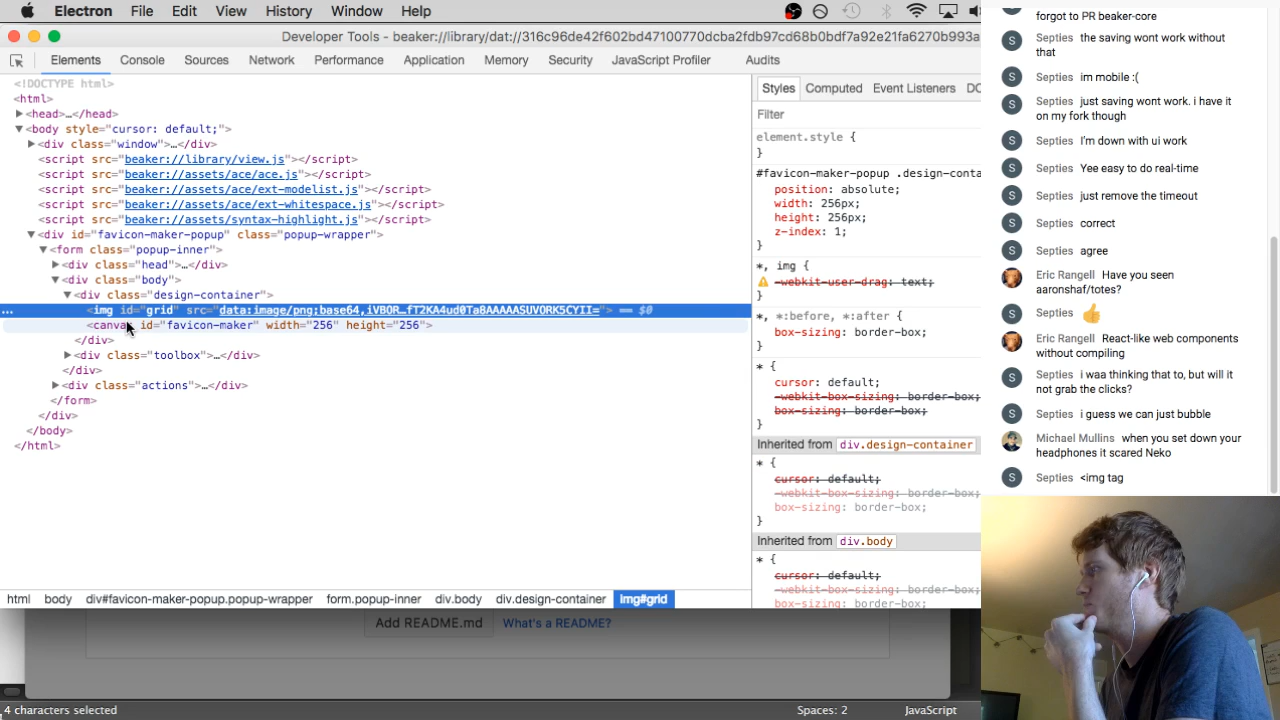 Electron File Edit View History Window Help
Developer Tools - beaker://library/dat://316c96de42f602bd47100770dcba2fdb97cd68b0bdf7a92e21fa6270b993a
Elements Console Sources Network Performance Application Memory Security JavaScript Profiler Audits
<!DOCTYPE html>
<html>
<head>…</head>
<body style="cursor: default;">
<div class="window">…</div>
<script src="beaker://library/view.js"></script>
<script src="beaker://assets/ace/ace.js"></script>
<script src="beaker://assets/ace/ext-modelist.js"></script>
<script src="beaker://assets/ace/ext-whitespace.js"></script>
<script src="beaker://assets/syntax-highlight.js"></script>
<div id="favicon-maker-popup" class="popup-wrapper">
<form class="popup-inner">
<div class="head">…</div>
<div class="body">
<div class="design-container">
… <img id="grid" src="data:image/png;base64,iVBOR…fT2KA4ud0Ta8AAAAASUVORK5CYII="> == $0
<canvas id="favicon-maker" width="256" height="256">
</div>
<div class="toolbox">…</div>
</div>
<div class="actions">…</div>
</form>
</div>
</body>
</html>
html body div#favicon-maker-popup.popup-wrapper form.popup-inner div.body div.design-container img#grid
Styles Computed Event Listeners DO
Filter
element.style {
}
#favicon-maker-popup .design-conta
position: absolute;
width: 256px;
height: 256px;
z-index: 1;
}
*, img {
-webkit-user-drag: text;
}
*, *:before, *:after {
box-sizing: border-box;
}
* {
cursor: default;
-webkit-box-sizing: border-box;
box-sizing: border-box;
}
Inherited from div.design-container
* {
cursor: default;
-webkit-box-sizing: border-box;
box-sizing: border-box;
}
Inherited from div.body
* {
cursor: default;
-webkit-box-sizing: border-box;
box-sizing: border-box;
Add README.md What's a README?
4 characters selected Spaces: 2 JavaScript
forgot to PR beaker-core
S Septies the saving wont work without
that
S Septies im mobile :(
S Septies just saving wont work. i have it
on my fork though
S Septies I'm down with ui work
S Septies Yee easy to do real-time
S Septies just remove the timeout
S Septies correct
S Septies agree
Eric Rangell Have you seen
aaronshaf/totes?
S Septies 👍
Eric Rangell React-like web components
without compiling
S Septies i waa thinking that to, but will it
not grab the clicks?
S Septies i guess we can just bubble
Michael Mullins when you set down your
headphones it scared Neko
S Septies <img tag